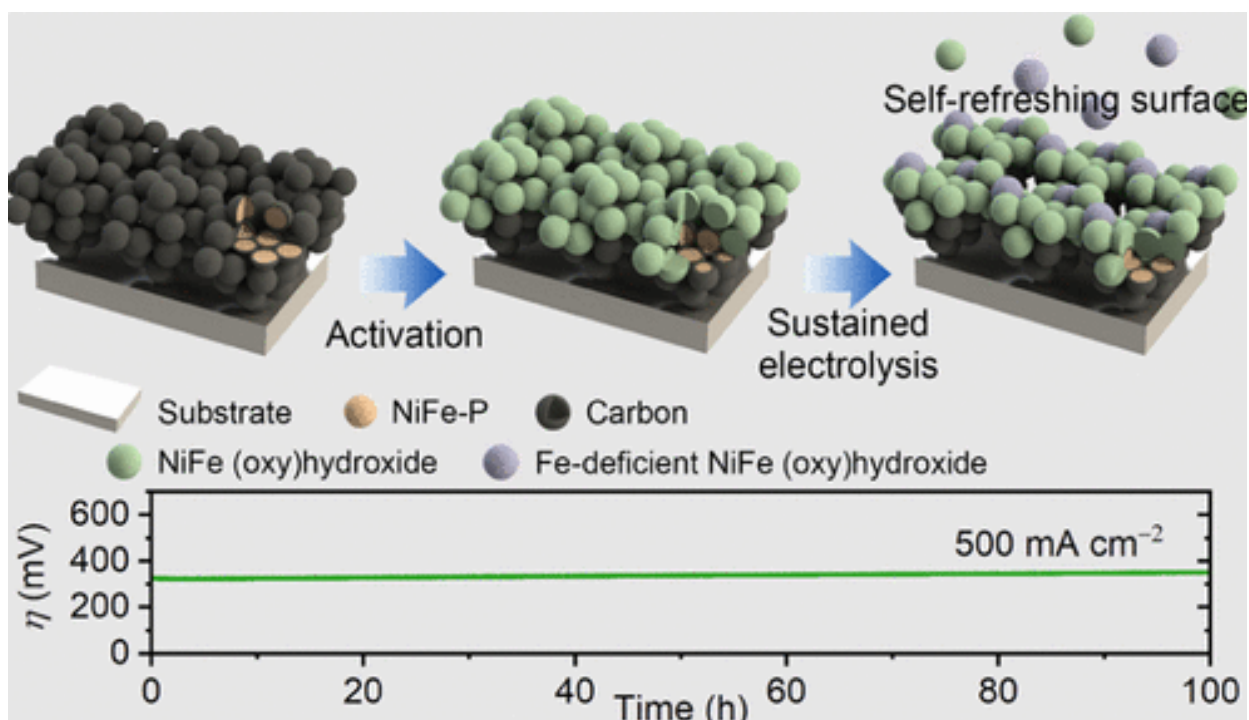 Self-refreshing surface
Activation
Sustained
electrolysis
Substrate NiFe-P Carbon
NiFe (oxy)hydroxide Fe-deficient NiFe (oxy)hydroxide
600
400
200
0
η (mV)
500 mA cm⁻²
0 20 40 60 80 100
Time (h)